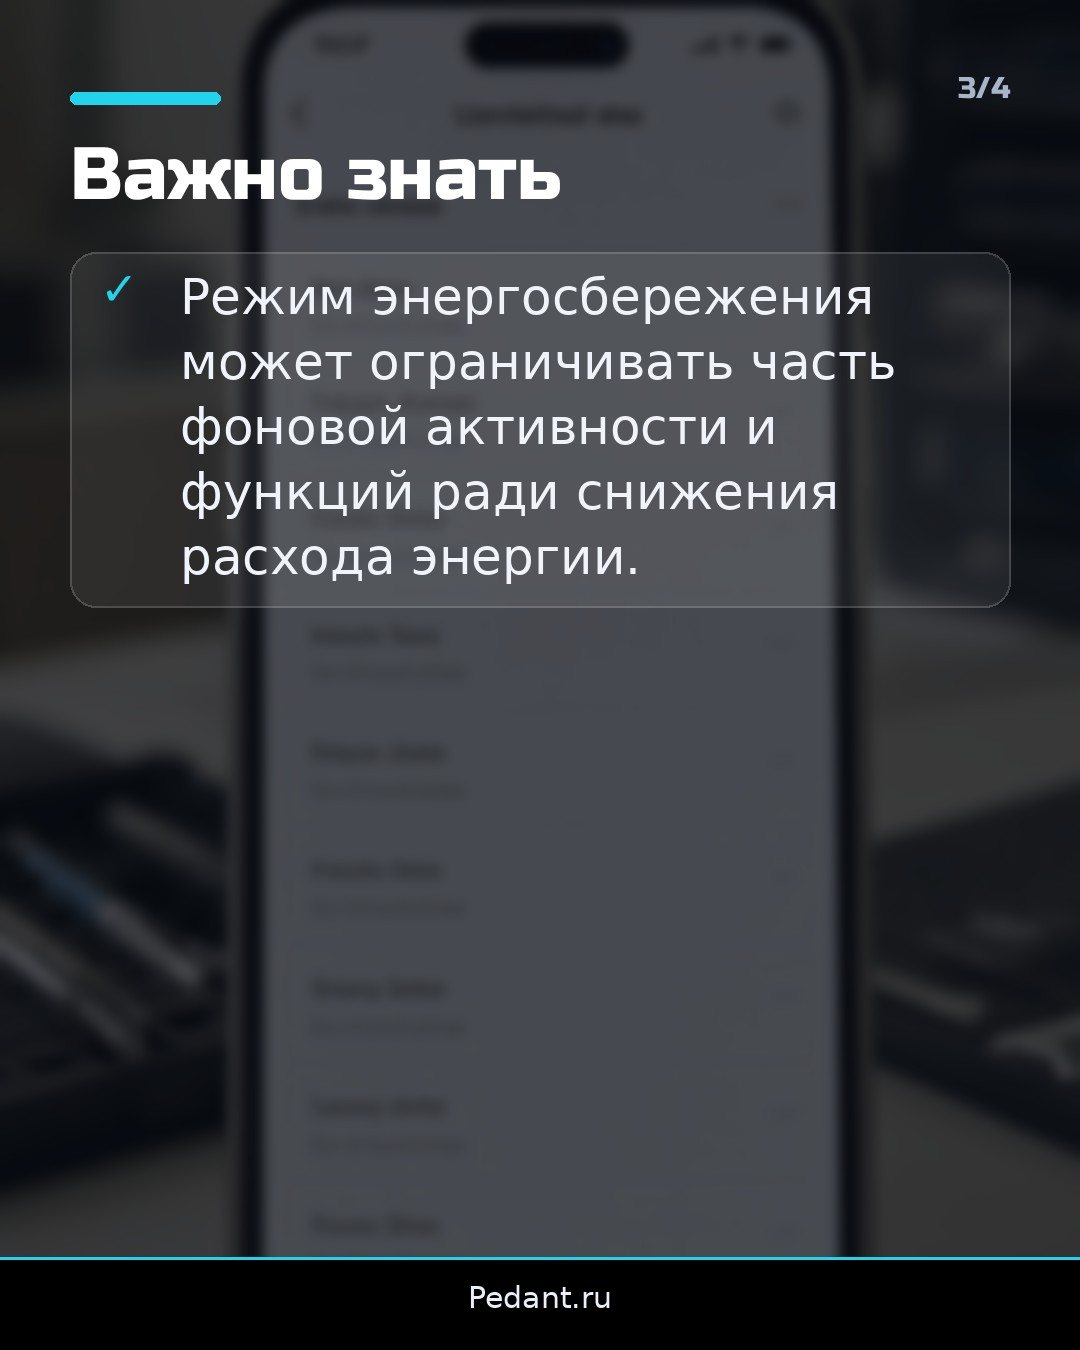 3/4
Важно знать
✓ Режим энергосбережения
может ограничивать часть
фоновой активности и
функций ради снижения
расхода энергии.
Pedant.ru